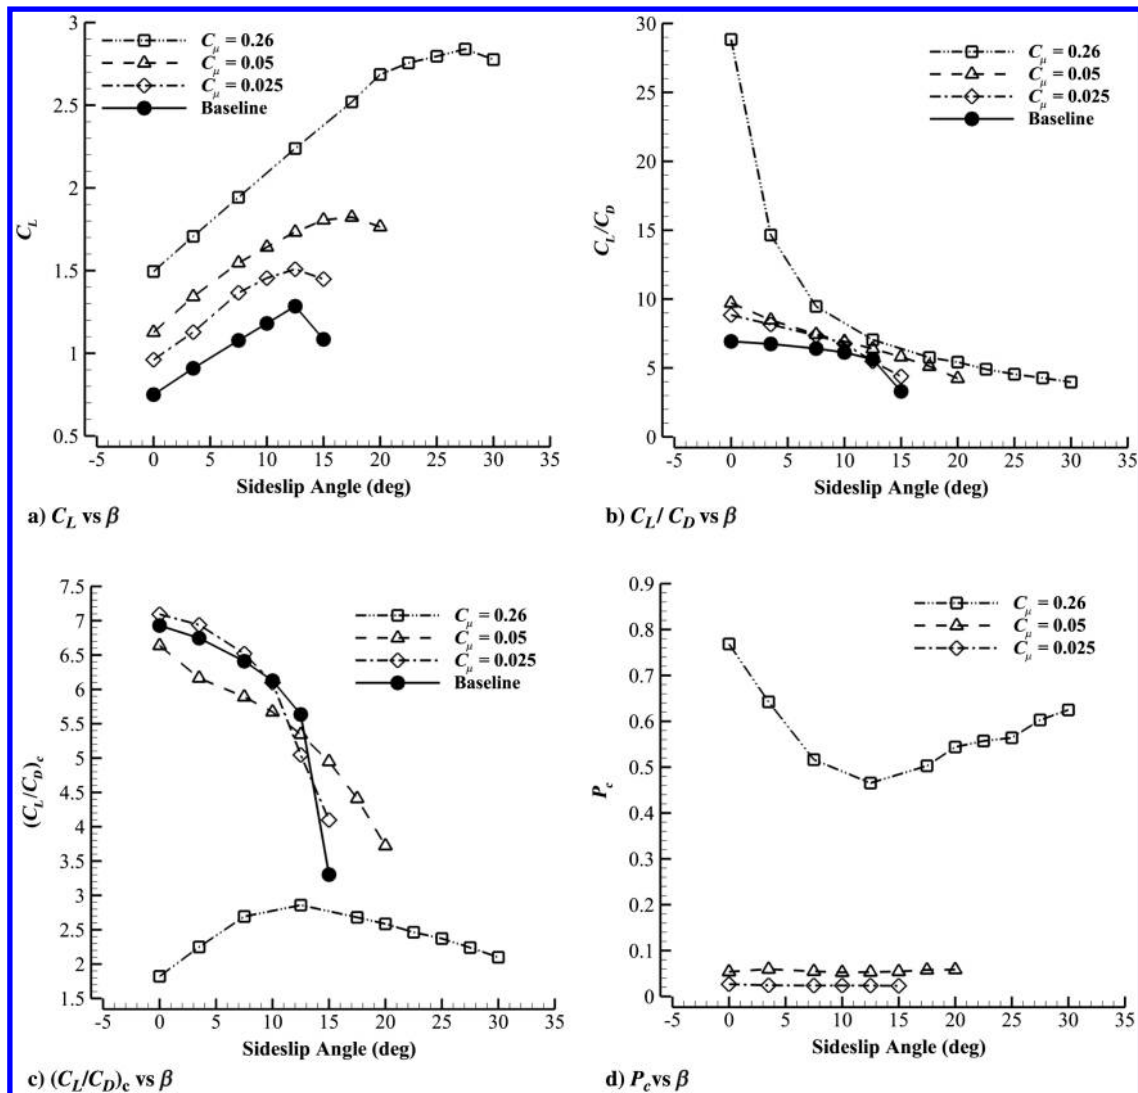 3
2.5
2
1.5
1
0.5
C_L
C_μ = 0.26
C_μ = 0.05
C_μ = 0.025
Baseline
-5 0 5 10 15 20 25 30 35
Sideslip Angle (deg)
a) C_L vs β
30
25
20
15
10
5
0
C_L/C_D
C_μ = 0.26
C_μ = 0.05
C_μ = 0.025
Baseline
-5 0 5 10 15 20 25 30 35
Sideslip Angle (deg)
b) C_L / C_D vs β
7.5
7
6.5
6
5.5
5
4.5
4
3.5
3
2.5
2
1.5
(C_L/C_D)_c
C_μ = 0.26
C_μ = 0.05
C_μ = 0.025
Baseline
-5 0 5 10 15 20 25 30 35
Sideslip Angle (deg)
c) (C_L/C_D)_c vs β
0.9
0.8
0.7
0.6
0.5
0.4
0.3
0.2
0.1
0
P_c
C_μ = 0.26
C_μ = 0.05
C_μ = 0.025
-5 0 5 10 15 20 25 30 35
Sideslip Angle (deg)
d) P_c vs β